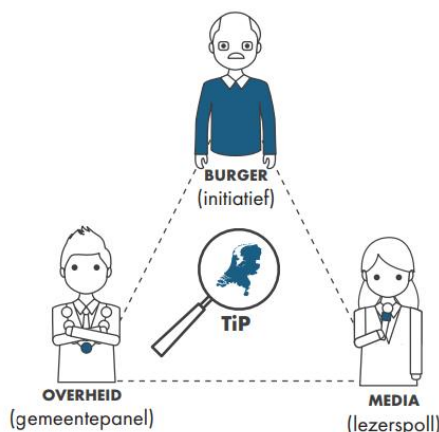 BURGER
(initiatief)
TiP
OVERHEID
(gemeentepanel)
MEDIA
(lezerspoll)